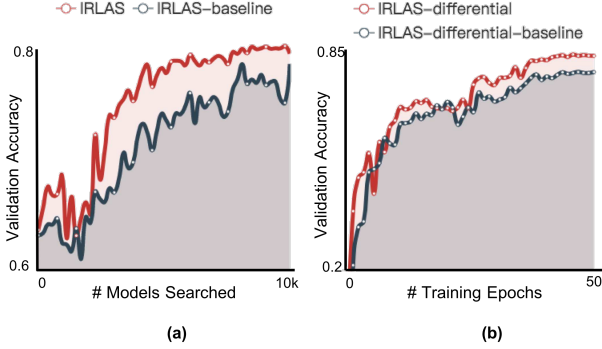 IRLAS IRLAS-baseline
0.8
Validation Accuracy
0.6
0 10k
# Models Searched
(a)
IRLAS-differential
IRLAS-differential-baseline
0.85
Validation Accuracy
0.2
0 50
# Training Epochs
(b)